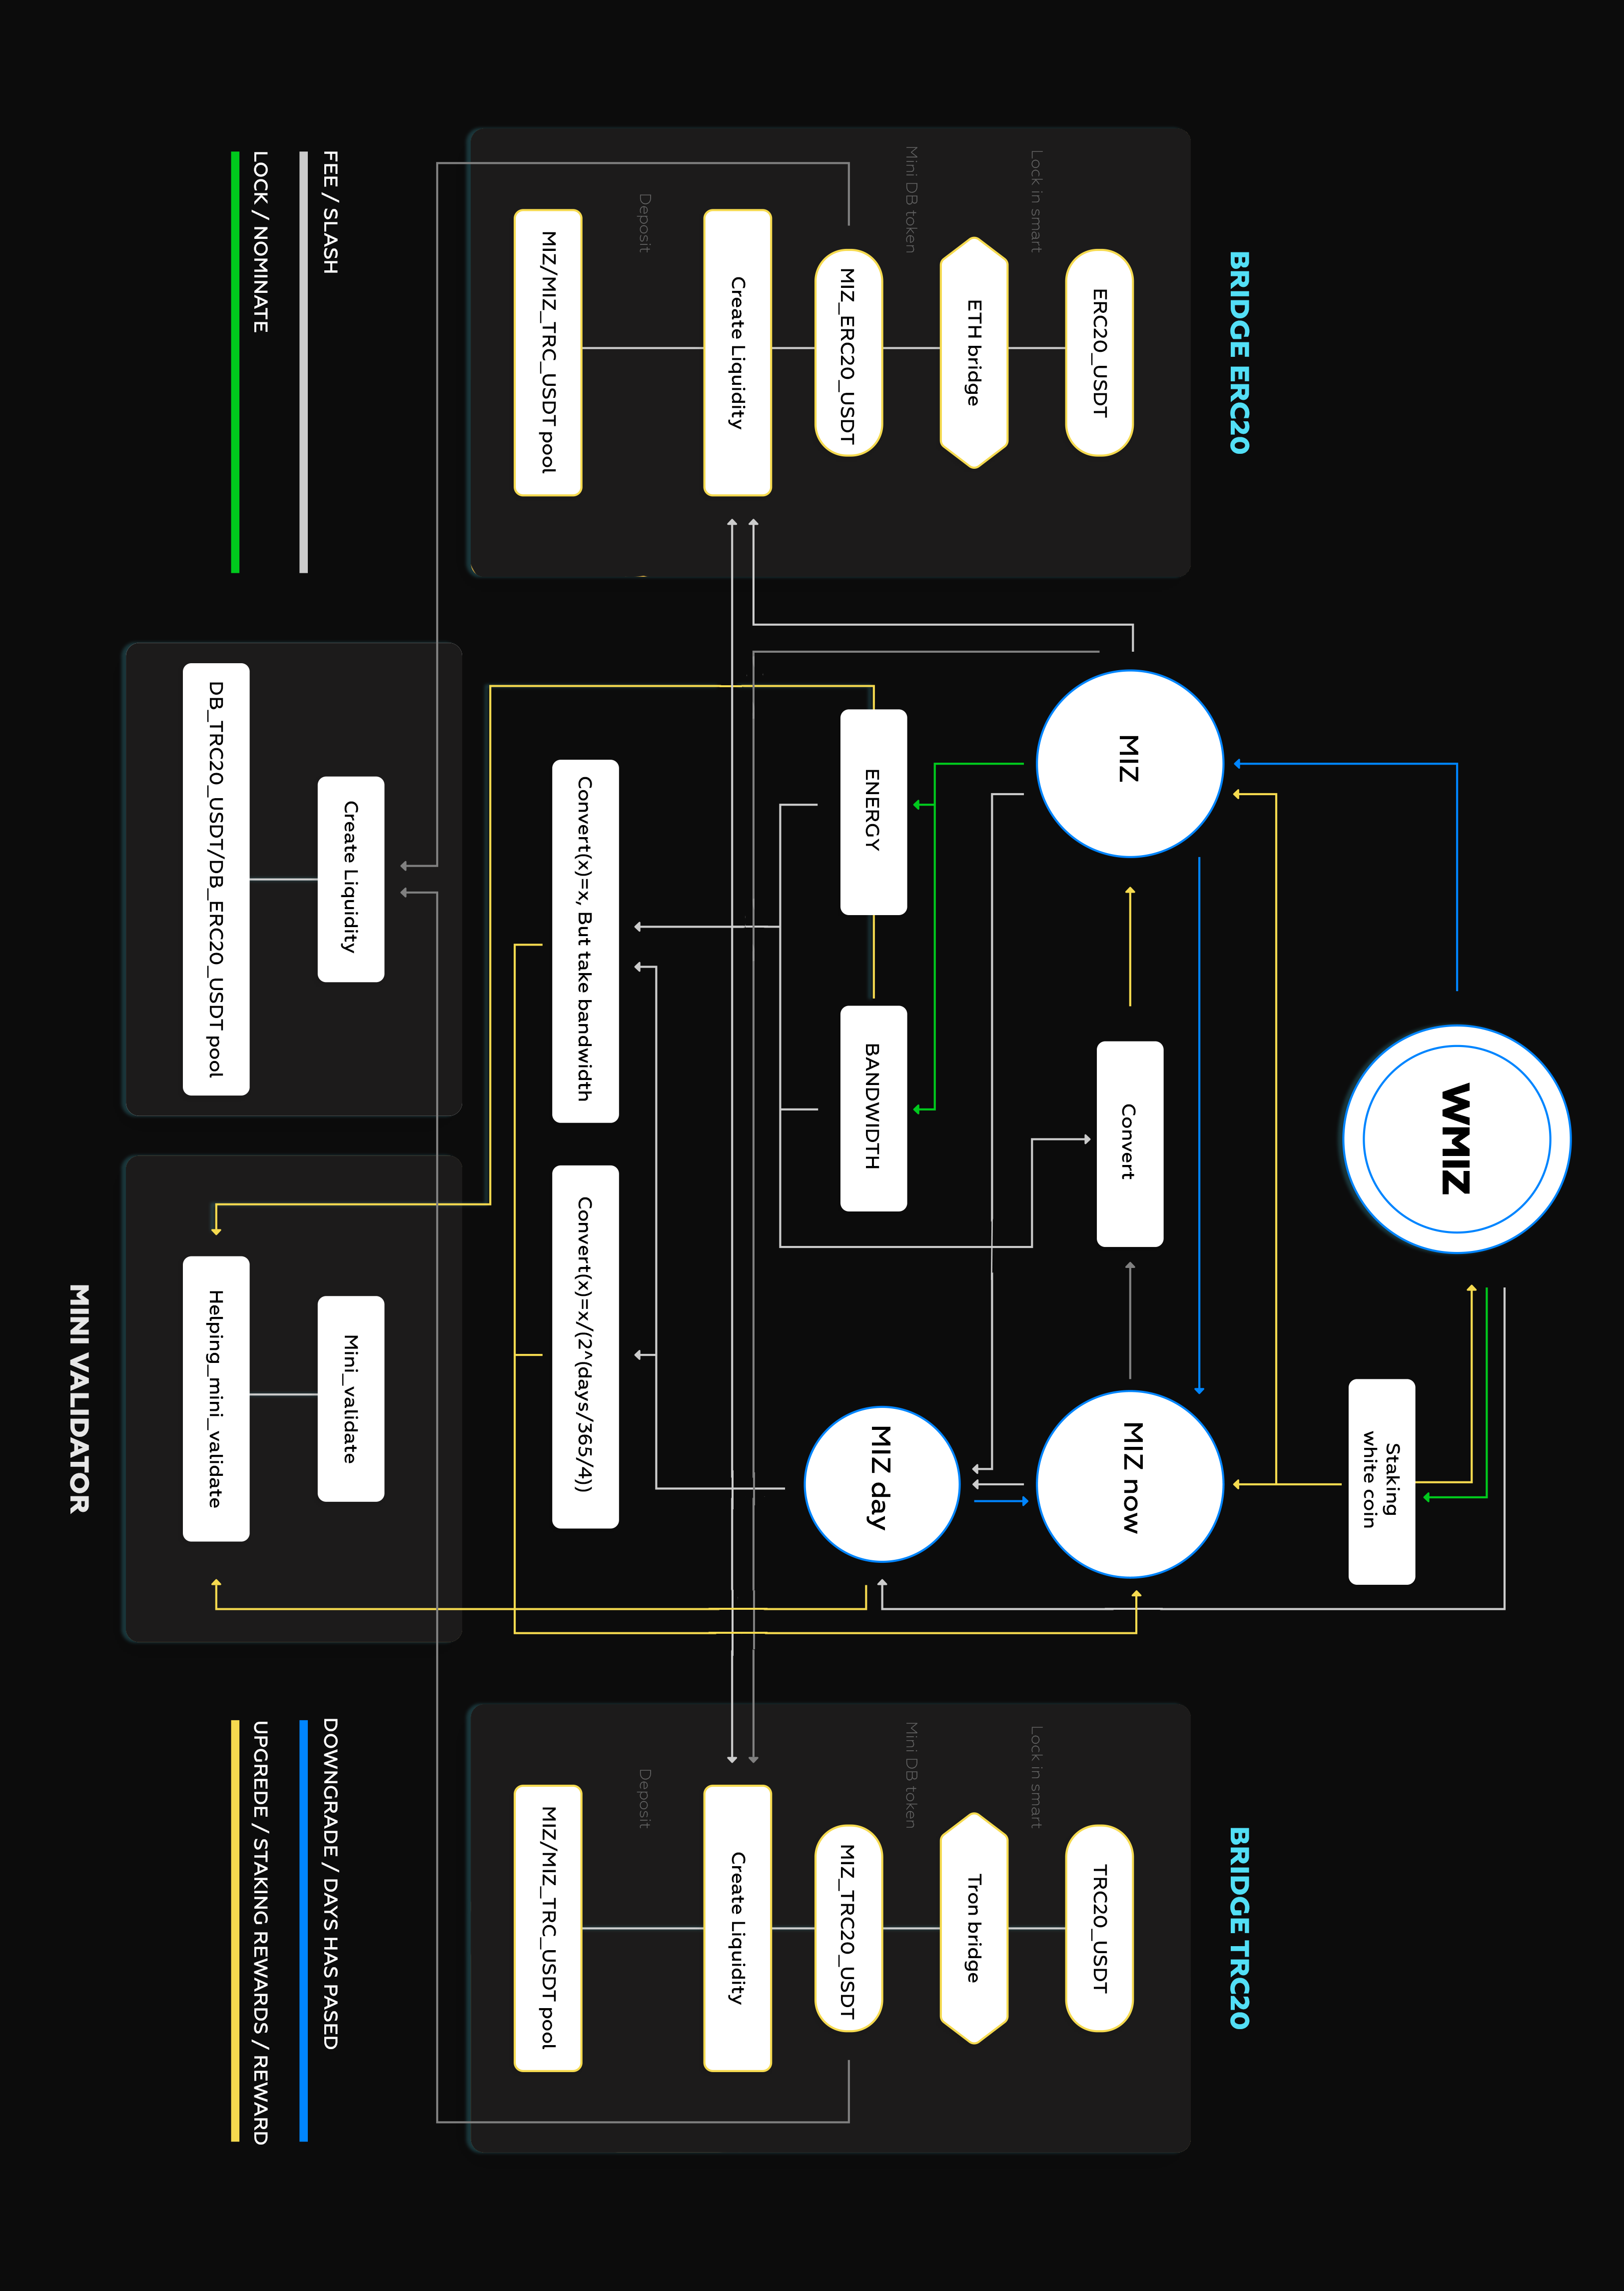 WMIZ
Staking
white coin
BRIDGE ERC20
BRIDGE TRC20
ERC20_USDT
MIZ
Convert
MIZ now
TRC20_USDT
Lock in smart
Lock in smart
ETH bridge
Tron bridge
Mini DB token
Mini DB token
MIZ_ERC20_USDT
ENERGY
BANDWIDTH
MIZ day
MIZ_TRC20_USDT
Create Liquidity
Create Liquidity
Deposit
Deposit
MIZ/MIZ_TRC_USDT pool
Convert(x)=x, But take bandwidth
Convert(x)=x/(2^(days/365/4))
MIZ/MIZ_TRC_USDT pool
FEE / SLASH
Create Liquidity
Mini_validate
DOWNGRADE / DAYS HAS PASED
LOCK / NOMINATE
DB_TRC20_USDT/DB_ERC20_USDT pool
Helping_mini_validate
UPGREDE / STAKING REWARDS / REWARD
MINI VALIDATOR